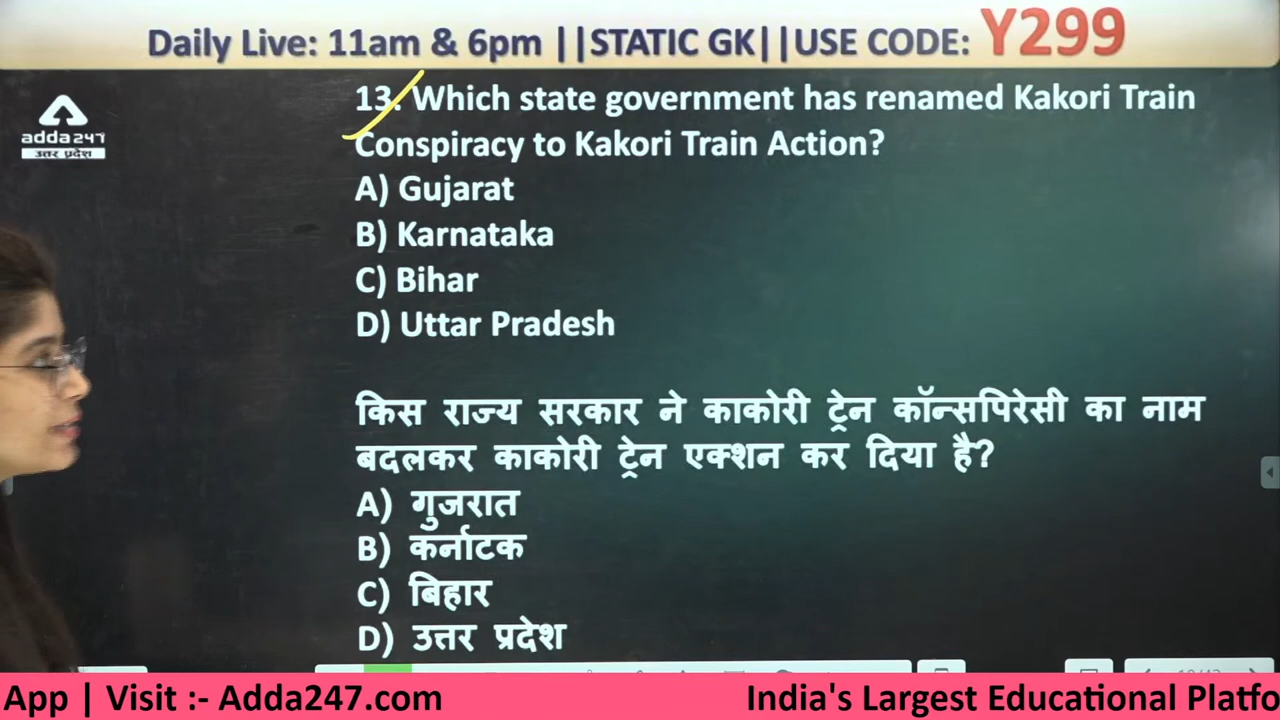 Daily Live: 11am & 6pm ||STATIC GK||USE CODE: Y299
adda247
उत्तर प्रदेश
13. Which state government has renamed Kakori Train
Conspiracy to Kakori Train Action?
A) Gujarat
B) Karnataka
C) Bihar
D) Uttar Pradesh
किस राज्य सरकार ने काकोरी ट्रेन कॉन्सपिरेसी का नाम
बदलकर काकोरी ट्रेन एक्शन कर दिया है?
A) गुजरात
B) कर्नाटक
C) बिहार
D) उत्तर प्रदेश
App | Visit :- Adda247.com
India's Largest Educational Platfo